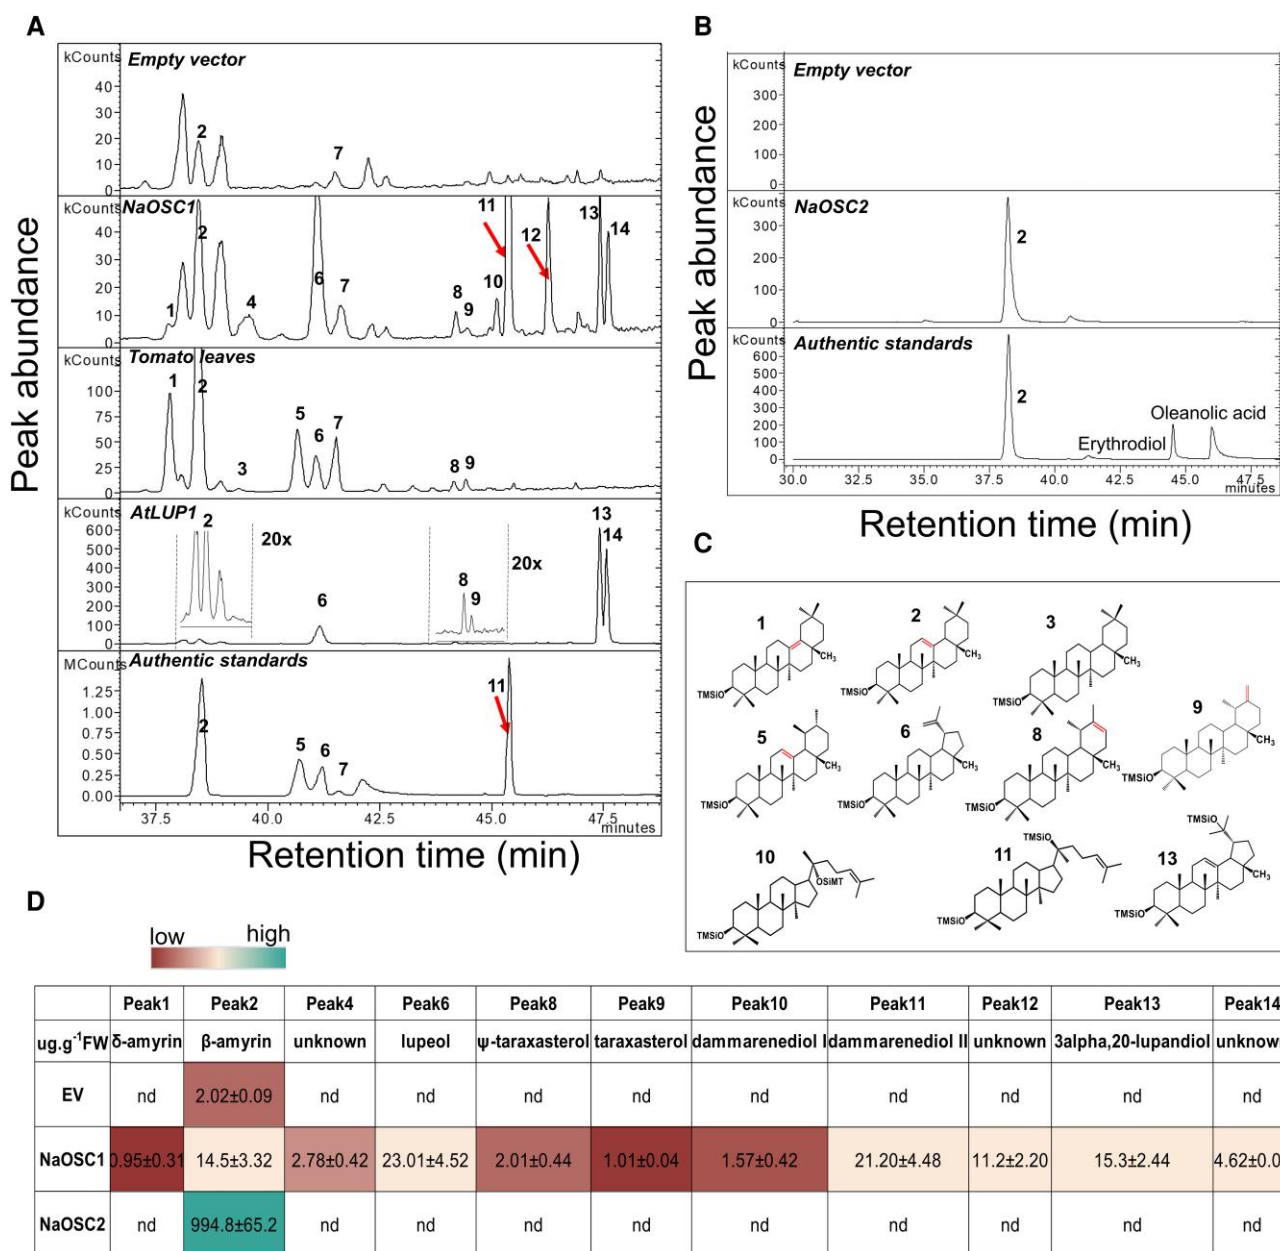 A
Peak abundance
kCounts
Empty vector
40
30
20
10
0
2
7
kCounts
NaOSC1
50
40
30
20
10
0
1
2
4
6
7
8
9
10
11
12
13
14
kCounts
Tomato leaves
100
75
50
25
0
1
2
3
5
6
7
8
9
kCounts
AtLUP1
600
500
400
300
200
100
0
2
20x
6
8
9
20x
13
14
MCounts
Authentic standards
1.25
1.00
0.75
0.50
0.25
0.00
2
5
6
7
11
37.5 40.0 42.5 45.0 47.5
minutes
Retention time (min)
B
Peak abundance
kCounts
Empty vector
300
200
100
0
kCounts
NaOSC2
300
200
100
0
2
kCounts
Authentic standards
600
500
400
300
200
100
0
2
Erythrodiol
Oleanolic acid
30.0 32.5 35.0 37.5 40.0 42.5 45.0 47.5
minutes
Retention time (min)
C
1
TMSiO
CH3
2
TMSiO
CH3
3
TMSiO
CH3
5
TMSiO
CH3
6
TMSiO
CH3
8
TMSiO
CH3
9
TMSiO
CH3
10
TMSiO
OSiMT
11
TMSiO
TMSiO
13
TMSiO
TMSiO
CH3
D
low high
Peak1 Peak2 Peak4 Peak6 Peak8 Peak9 Peak10 Peak11 Peak12 Peak13 Peak14
ug.g-1FW δ-amyrin β-amyrin unknown lupeol ψ-taraxasterol taraxasterol dammarenediol I dammarenediol II unknown 3alpha,20-lupandiol unknow
EV nd 2.02±0.09 nd nd nd nd nd nd nd nd nd
NaOSC1 0.95±0.31 14.5±3.32 2.78±0.42 23.01±4.52 2.01±0.44 1.01±0.04 1.57±0.42 21.20±4.48 11.2±2.20 15.3±2.44 4.62±0.0
NaOSC2 nd 994.8±65.2 nd nd nd nd nd nd nd nd nd